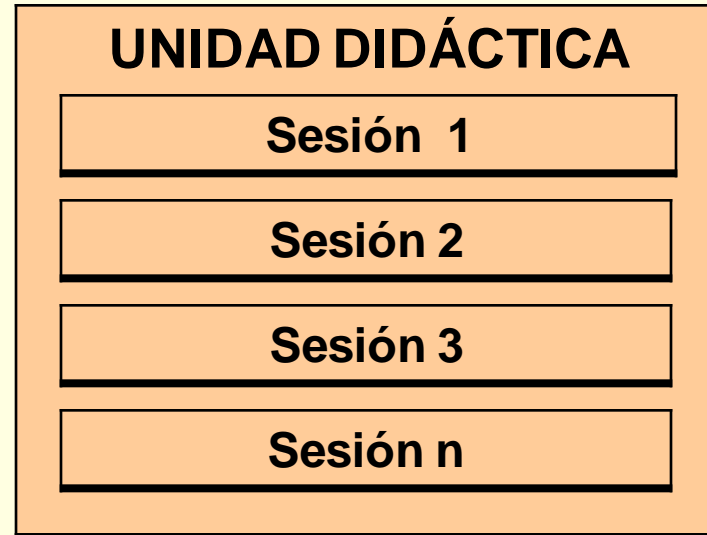 UNIDAD DIDÁCTICA
Sesión 1
Sesión 2
Sesión 3
Sesión n